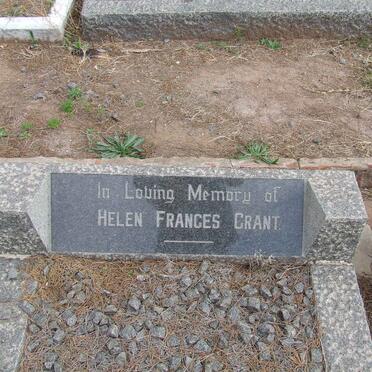 In Loving Memory of
HELEN FRANCES GRANT.